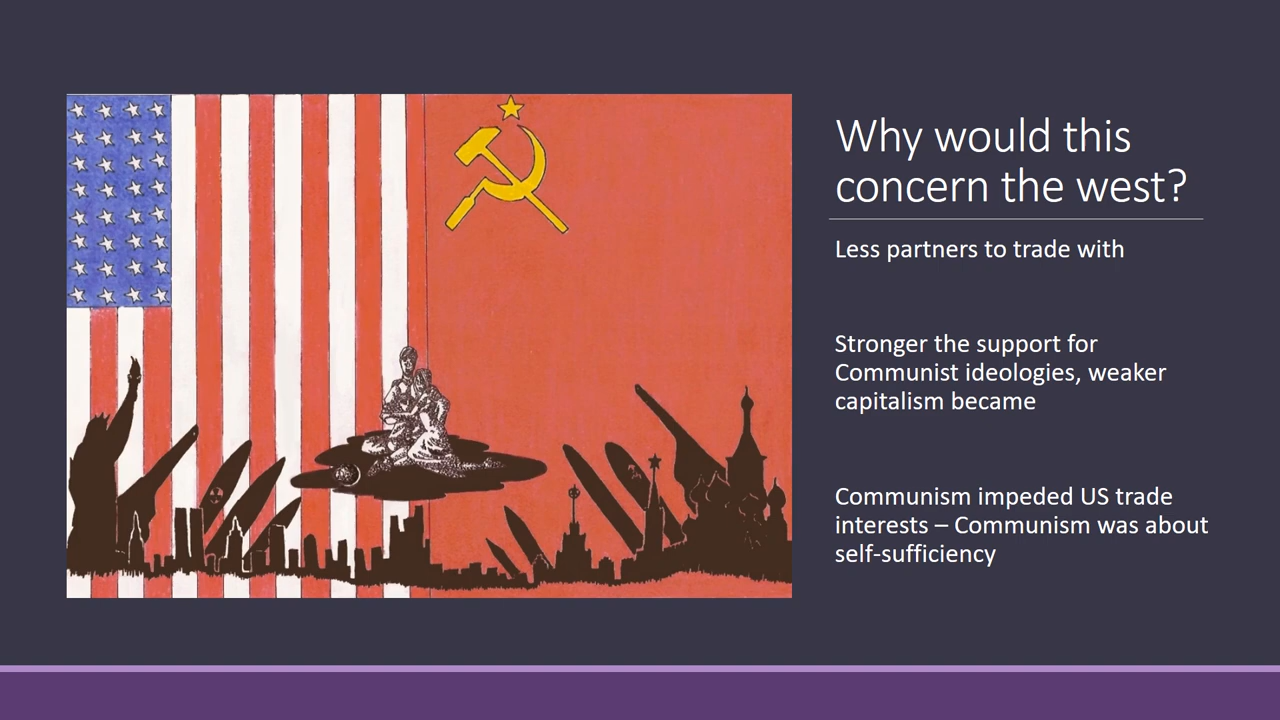 Why would this
concern the west?
Less partners to trade with
Stronger the support for
Communist ideologies, weaker
capitalism became
Communism impeded US trade
interests – Communism was about
self-sufficiency